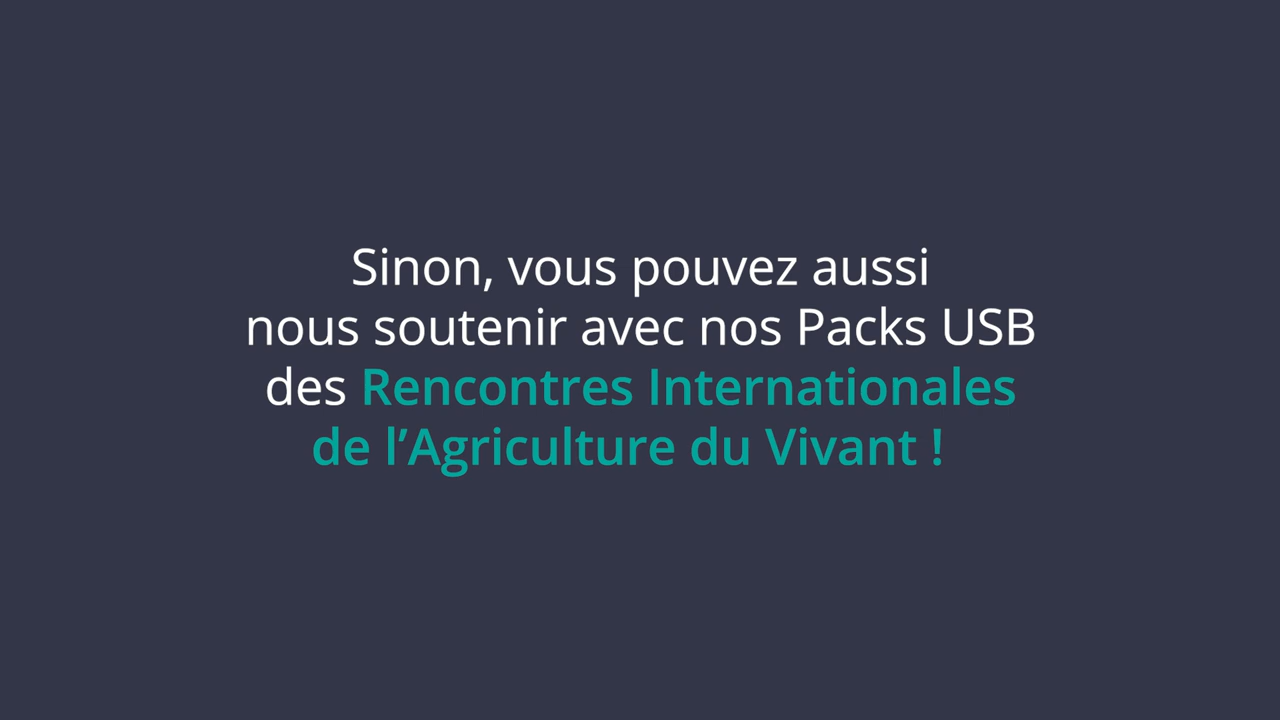 Sinon, vous pouvez aussi
nous soutenir avec nos Packs USB
des Rencontres Internationales
de l’Agriculture du Vivant !